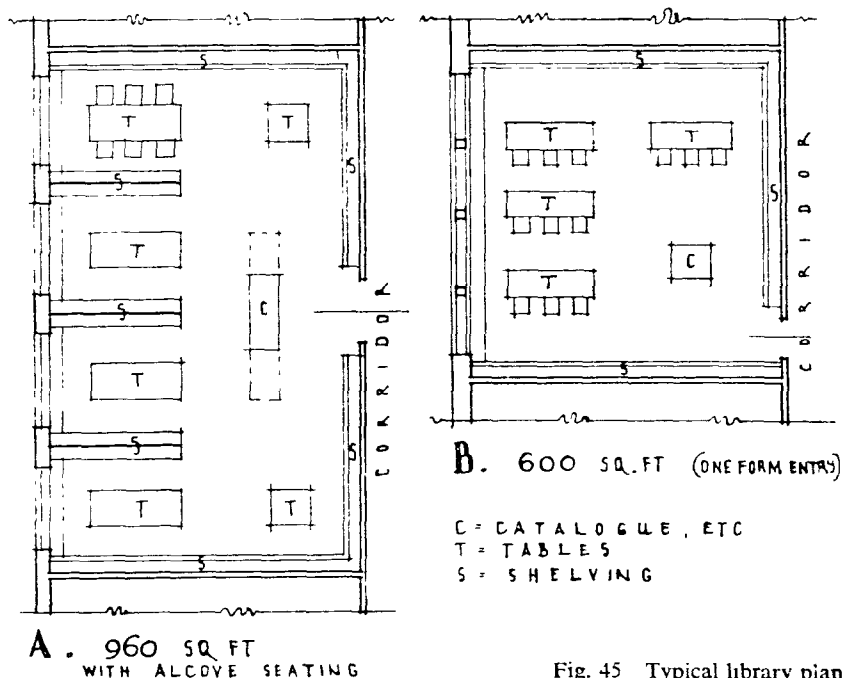 S
T
T
S
S
T
C
S
T
S
T
T
S
S
CORRIDOR
A. 960 SQ FT
WITH ALCOVE SEATING
S
T
T
T
S
C
T
S
CORRIDOR
B. 600 SQ.FT (ONE FORM ENTRY)
C = CATALOGUE, ETC
T = TABLES
S = SHELVING
Fig. 45 Typical library plan